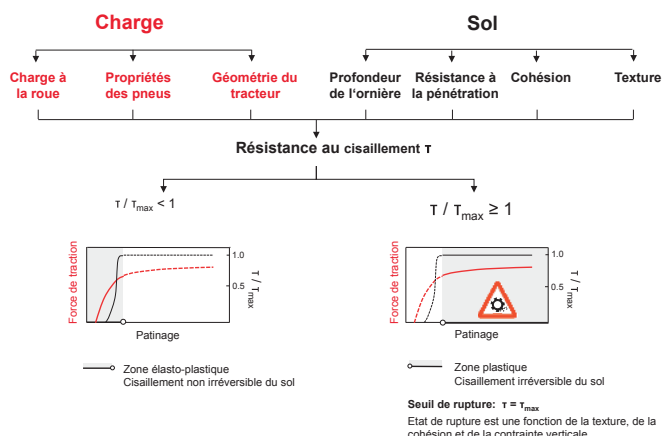 Charge
Sol
Charge à
la roue
Propriétés
des pneus
Géométrie du
tracteur
Profondeur
de l'ornière
Résistance à
la pénétration
Cohésion
Texture
Résistance au cisaillement τ
τ / τmax < 1
τ / τmax ≥ 1
Force de traction
1.0
0.5
τ / τmax
Patinage
Force de traction
1.0
0.5
τ / τmax
Patinage
Zone élasto-plastique
Cisaillement non irréversible du sol
Zone plastique
Cisaillement irréversible du sol
Seuil de rupture: τ = τmax
Etat de rupture est une fonction de la texture, de la
cohésion et de la contrainte verticale